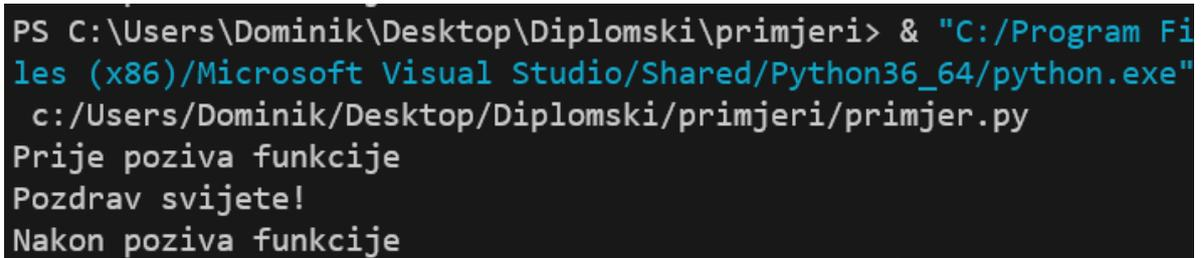 PS C:\Users\Dominik\Desktop\Diplomski\primjeri> & "C:/Program Fi
les (x86)/Microsoft Visual Studio/Shared/Python36_64/python.exe"
c:/Users/Dominik/Desktop/Diplomski/primjeri/primjer.py
Prije poziva funkcije
Pozdrav svijete!
Nakon poziva funkcije